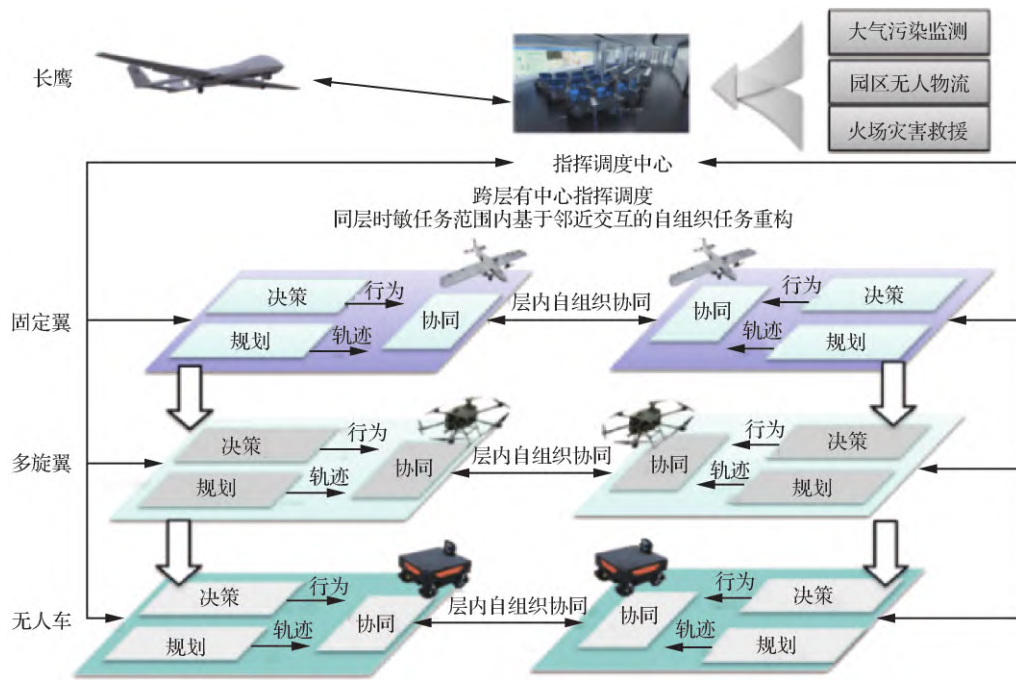 大气污染监测
长鹰
园区无人物流
火场灾害救援
指挥调度中心
跨层有中心指挥调度
同层时敏任务范围内基于邻近交互的自组织任务重构
决策
行为
协同
层内自组织协同
协同
行为
决策
固定翼
规划
轨迹
轨迹
规划
决策
行为
协同
层内自组织协同
协同
行为
决策
多旋翼
规划
轨迹
轨迹
规划
决策
行为
协同
层内自组织协同
协同
行为
决策
无人车
规划
轨迹
轨迹
规划